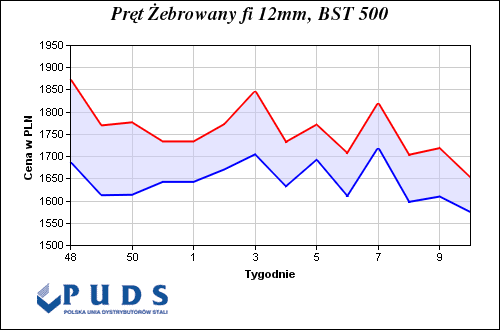 Pręt Żebrowany fi 12mm, BST 500
Cena w PLN
1950
1900
1850
1800
1750
1700
1650
1600
1550
1500
48 50 1 3 5 7 9
Tygodnie
PUDS
POLSKA UNIA DYSTRYBUTORÓW STALI